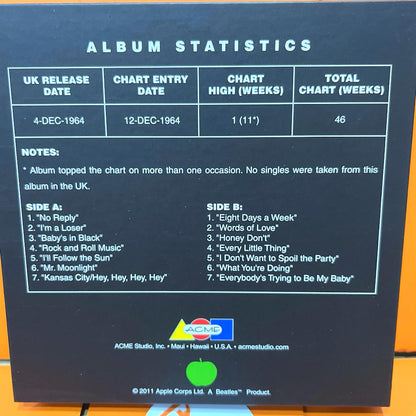 ALBUM STATISTICS
UK RELEASE DATE
CHART ENTRY DATE
CHART HIGH (WEEKS)
TOTAL CHART (WEEKS)
4-DEC-1964
12-DEC-1964
1 (11*)
46
NOTES:
* Album topped the chart on more than one occasion. No singles were taken from this
album in the UK.
SIDE A:
1. "No Reply"
2. "I'm a Loser"
3. "Baby's in Black"
4. "Rock and Roll Music"
5. "I'll Follow the Sun"
6. "Mr. Moonlight"
7. "Kansas City/Hey, Hey, Hey, Hey"
SIDE B:
1. "Eight Days a Week"
2. "Words of Love"
3. "Honey Don't"
4. "Every Little Thing"
5. "I Don't Want to Spoil the Party"
6. "What You're Doing"
7. "Everybody's Trying to Be My Baby"
ACME
ACME Studio, Inc. • Maui • Hawaii • U.S.A. • acmestudio.com
© 2011 Apple Corps Ltd. A Beatles™ Product.